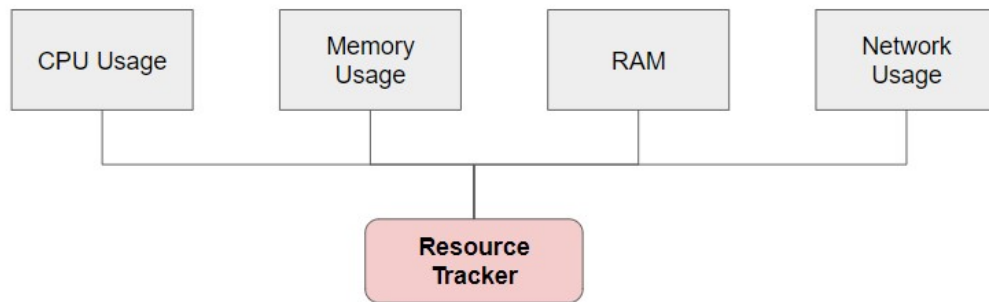 CPU Usage
Memory
Usage
RAM
Network
Usage
Resource
Tracker